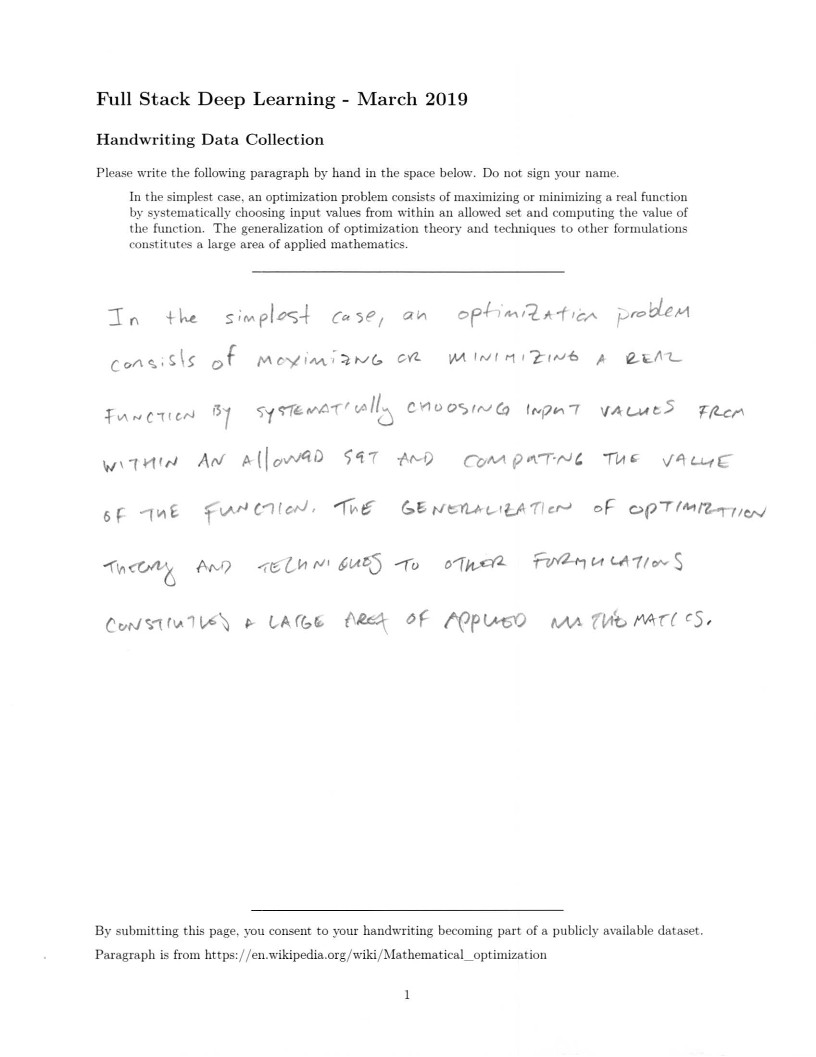 Full Stack Deep Learning - March 2019
Handwriting Data Collection
Please write the following paragraph by hand in the space below. Do not sign your name.
In the simplest case, an optimization problem consists of maximizing or minimizing a real function
by systematically choosing input values from within an allowed set and computing the value of
the function. The generalization of optimization theory and techniques to other formulations
constitutes a large area of applied mathematics.
In the simplest case, an optimization problem
consists of maximizing OR MINIMIZING A REAL
FUNCTION BY SYSTEMATICally CHOOSING INPUT VALUES FROM
WITHIN AN AllOWED SET AND COMPUTING THE VALUE
OF THE FUNCTION. THE GENERALIZATION OF OPTIMIZATION
THEORY AND TECHNIQUES TO OTHER FORMULATIONS
CONSTITUTES A LARGE AREA OF APPLIED MATHEMATICS.
By submitting this page, you consent to your handwriting becoming part of a publicly available dataset.
Paragraph is from https://en.wikipedia.org/wiki/Mathematical_optimization
1